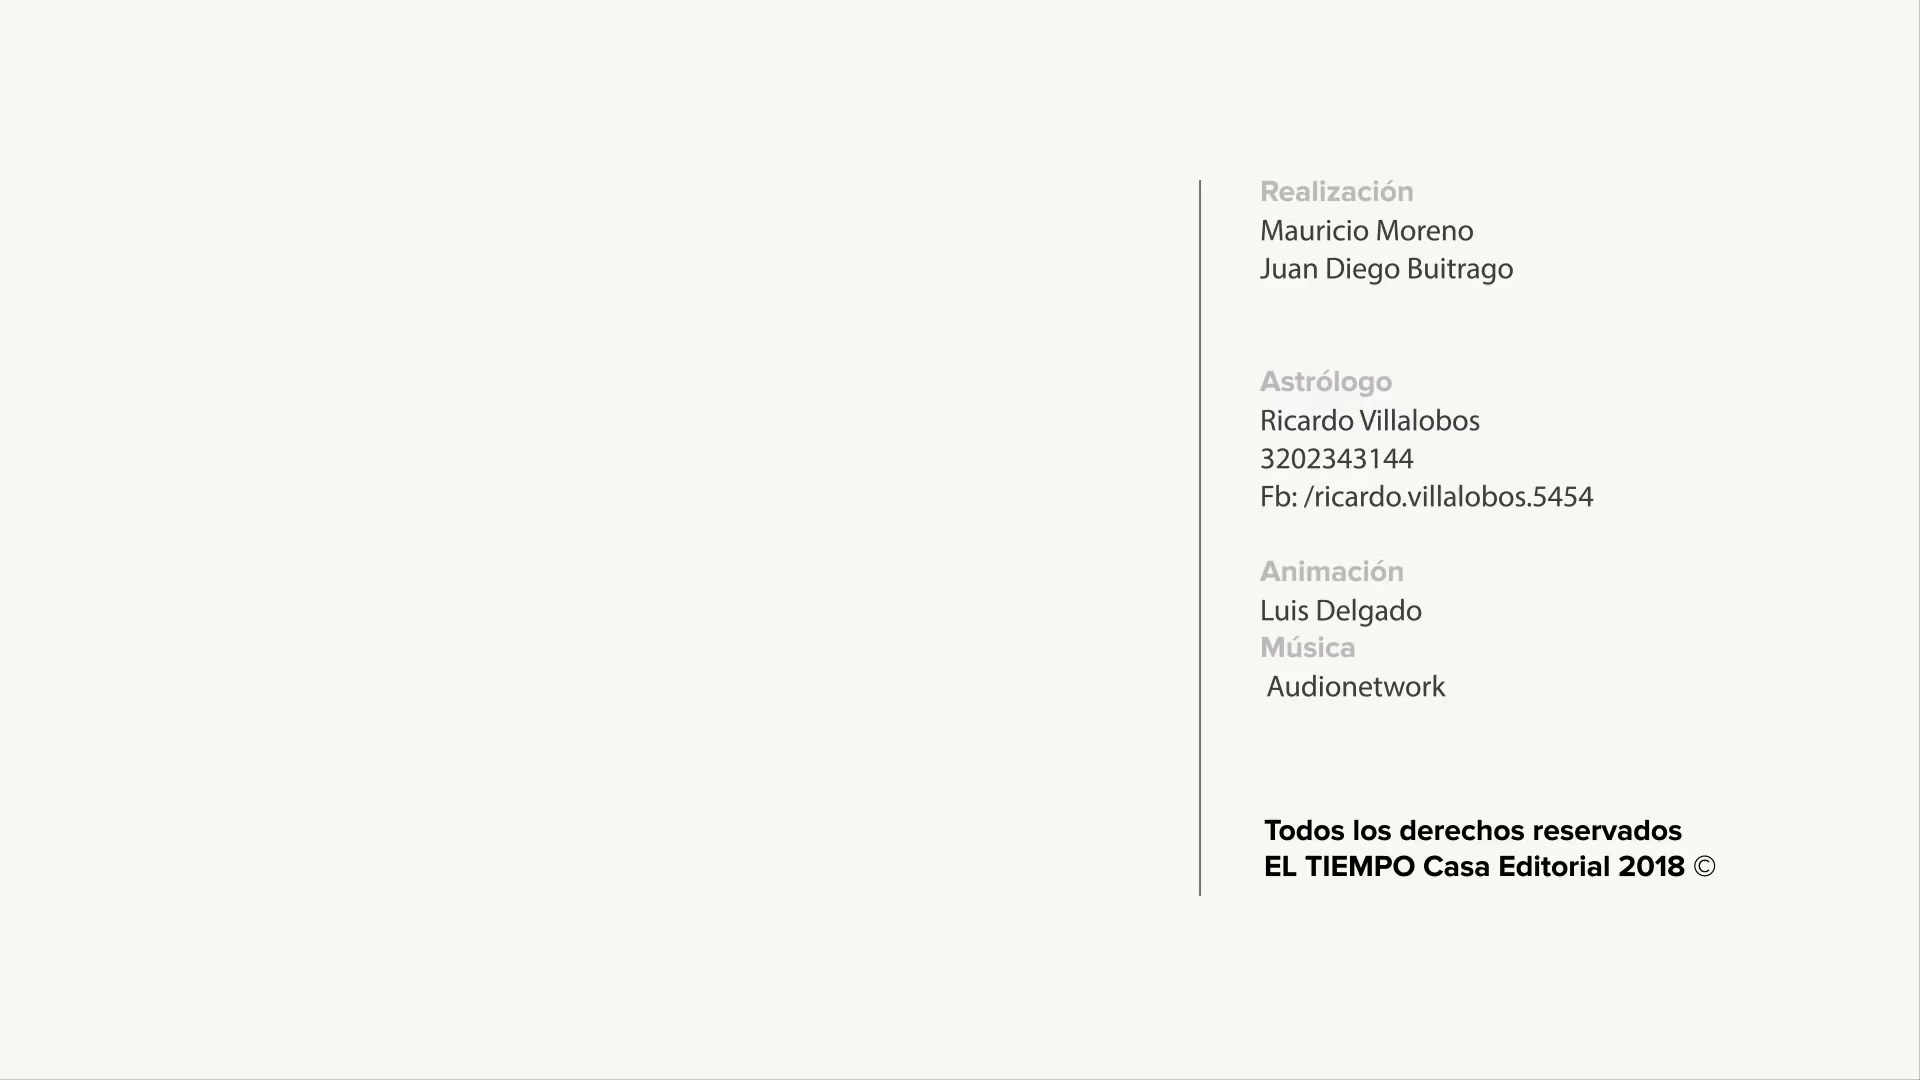 Realización
Mauricio Moreno
Juan Diego Buitrago
Astrólogo
Ricardo Villalobos
3202343144
Fb: /ricardo.villalobos.5454
Animación
Luis Delgado
Música
Audionetwork
Todos los derechos reservados
EL TIEMPO Casa Editorial 2018 ©